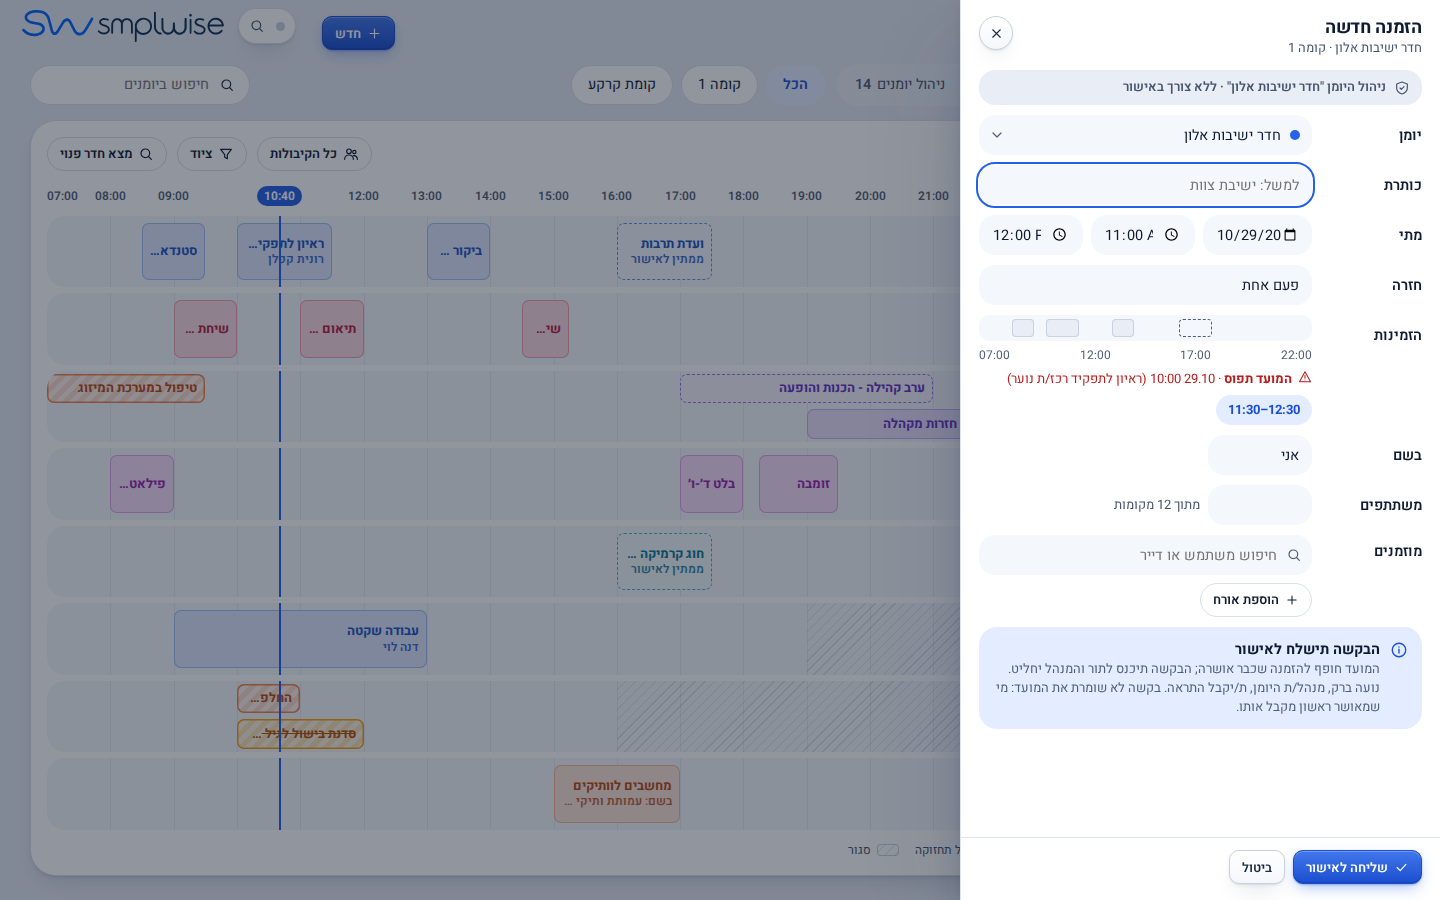 smplwise
חדש
הזמנה חדשה
חדר ישיבות אלון · קומה 1
ניהול היומן "חדר ישיבות אלון" · ללא צורך באישור
יומן
חדר ישיבות אלון
כותרת
למשל: ישיבת צוות
מתי
10/29/20
11:00 A
12:00 P
חזרה
פעם אחת
הזמינות
07:00 12:00 17:00 22:00
המועד תפוס · 29.10 10:00 (ראיון לתפקיד רכז/ת נוער)
11:30–12:30
בשם
אני
משתתפים
מתוך 12 מקומות
מוזמנים
חיפוש משתמש או דייר
הוספת אורח
הבקשה תישלח לאישור
המועד חופף להזמנה שכבר אושרה; הבקשה תיכנס לתור והמנהל יחליט.
נועה ברק, מנהל/ת היומן, ת/יקבל התראה. בקשה לא שומרת את המועד: מי
שמאושר ראשון מקבל אותו.
שליחה לאישור
ביטול
ניהול יומנים 14
הכל
קומה 1
קומת קרקע
חיפוש ביומנים
כל הקיבולות
ציוד
מצא חדר פנוי
07:00 08:00 09:00 10:40 12:00 13:00 14:00 15:00 16:00 17:00 18:00 19:00 20:00 21:00
סטנדא...
ראיון לתפקי...
רונית קפלן
ביקור ...
ועדת תרבות
ממתין לאישור
שיחת ...
תיאום ...
שי...
טיפול במערכת המיזוג
ערב קהילה - הכנות והופעה
חזרות מקהלה
פילאט...
בלט ד'-ו'
זומבה
חוג קרמיקה ...
ממתין לאישור
עבודה שקטה
דנה לוי
החלפ...
סדנת בישול לגיל ...
מחשבים לוותיקים
בשם: עמותת ותיקי ...
תחזוקה
סגור